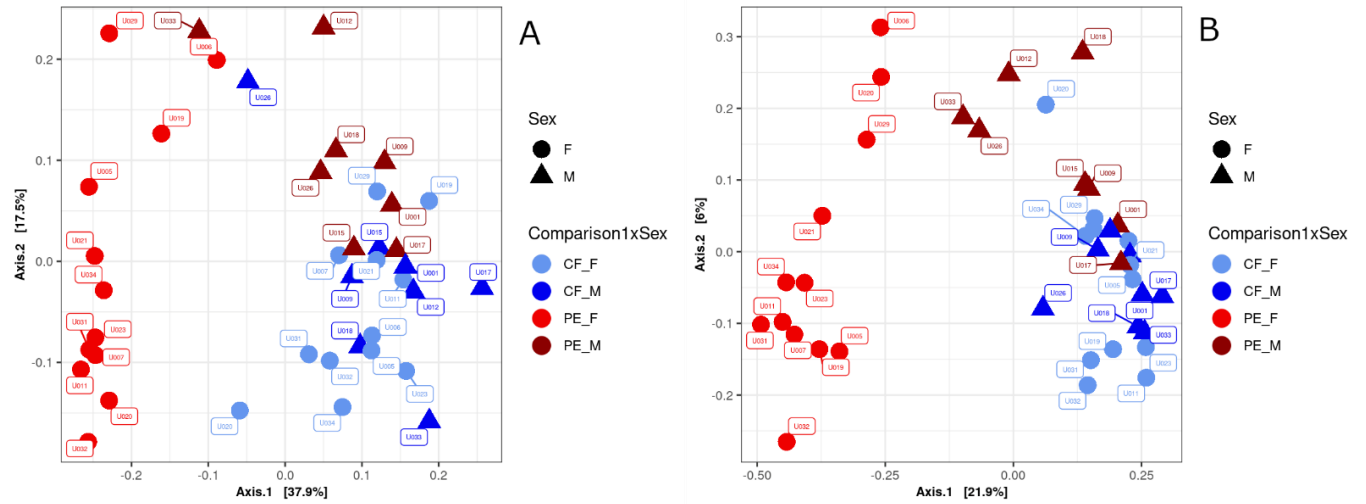 A
U029
U033
U012
U006
U026
U019
U018
U009
U005
U026
U029
U019
U001
U015
U015
U017
U021
U007
U021
U001
U017
U034
U009
U011
U012
U031
U023
U018
U006
U007
U031
U005
U011
U032
U023
U020
U020
U034
U032
U033
0.2
0.1
0.0
-0.1
Axis.2 [17.5%]
-0.2
-0.1
0.0
0.1
0.2
Axis.1 [37.9%]
Sex
F
M
Comparison1xSex
CF_F
CF_M
PE_F
PE_M
B
U006
U018
U012
U020
U020
U033
U029
U026
U015
U009
U034
U029
U001
U021
U009
U021
U017
U034
U005
U023
U026
U017
U011
U018
U001
U031
U007
U005
U033
U019
U019
U031
U023
U032
U011
U032
0.3
0.2
0.1
0.0
-0.1
-0.2
Axis.2 [6%]
-0.50
-0.25
0.00
0.25
Axis.1 [21.9%]
Sex
F
M
Comparison1xSex
CF_F
CF_M
PE_F
PE_M